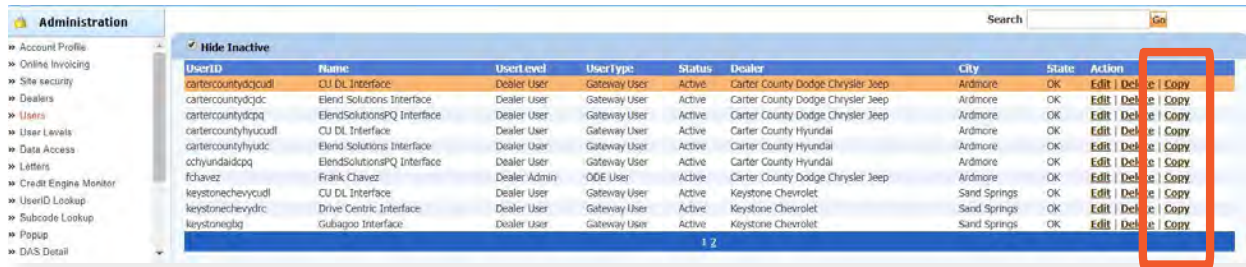 Administration
Search Go
» Account Profile
» Online Invoicing
» Site security
» Dealers
» Users
» User Levels
» Data Access
» Letters
» Credit Engine Monitor
» UserID Lookup
» Subcode Lookup
» Popup
» DAS Detail
Hide Inactive
UserID Name UserLevel UserType Status Dealer City State Action
cartercountydcjcudl CU DL Interface Dealer User Gateway User Active Carter County Dodge Chrysler Jeep Ardmore OK Edit | Delete | Copy
cartercountydcjdc Elend Solutions Interface Dealer User Gateway User Active Carter County Dodge Chrysler Jeep Ardmore OK Edit | Delete | Copy
cartercountydcpq ElendSolutionsPQ Interface Dealer User Gateway User Active Carter County Dodge Chrysler Jeep Ardmore OK Edit | Delete | Copy
cartercountyhyucudl CU DL Interface Dealer User Gateway User Active Carter County Hyundai Ardmore OK Edit | Delete | Copy
cartercountyhyudc Elend Solutions Interface Dealer User Gateway User Active Carter County Hyundai Ardmore OK Edit | Delete | Copy
cchyundaidcpq ElendSolutionsPQ Interface Dealer User Gateway User Active Carter County Hyundai Ardmore OK Edit | Delete | Copy
fchavez Frank Chavez Dealer Admin ODE User Active Carter County Dodge Chrysler Jeep Ardmore OK Edit | Delete | Copy
keystonechevycudl CU DL Interface Dealer User Gateway User Active Keystone Chevrolet Sand Springs OK Edit | Delete | Copy
keystonechevydrc Drive Centric Interface Dealer User Gateway User Active Keystone Chevrolet Sand Springs OK Edit | Delete | Copy
keystonegbg Gubagoo Interface Dealer User Gateway User Active Keystone Chevrolet Sand Springs OK Edit | Delete | Copy
1 2